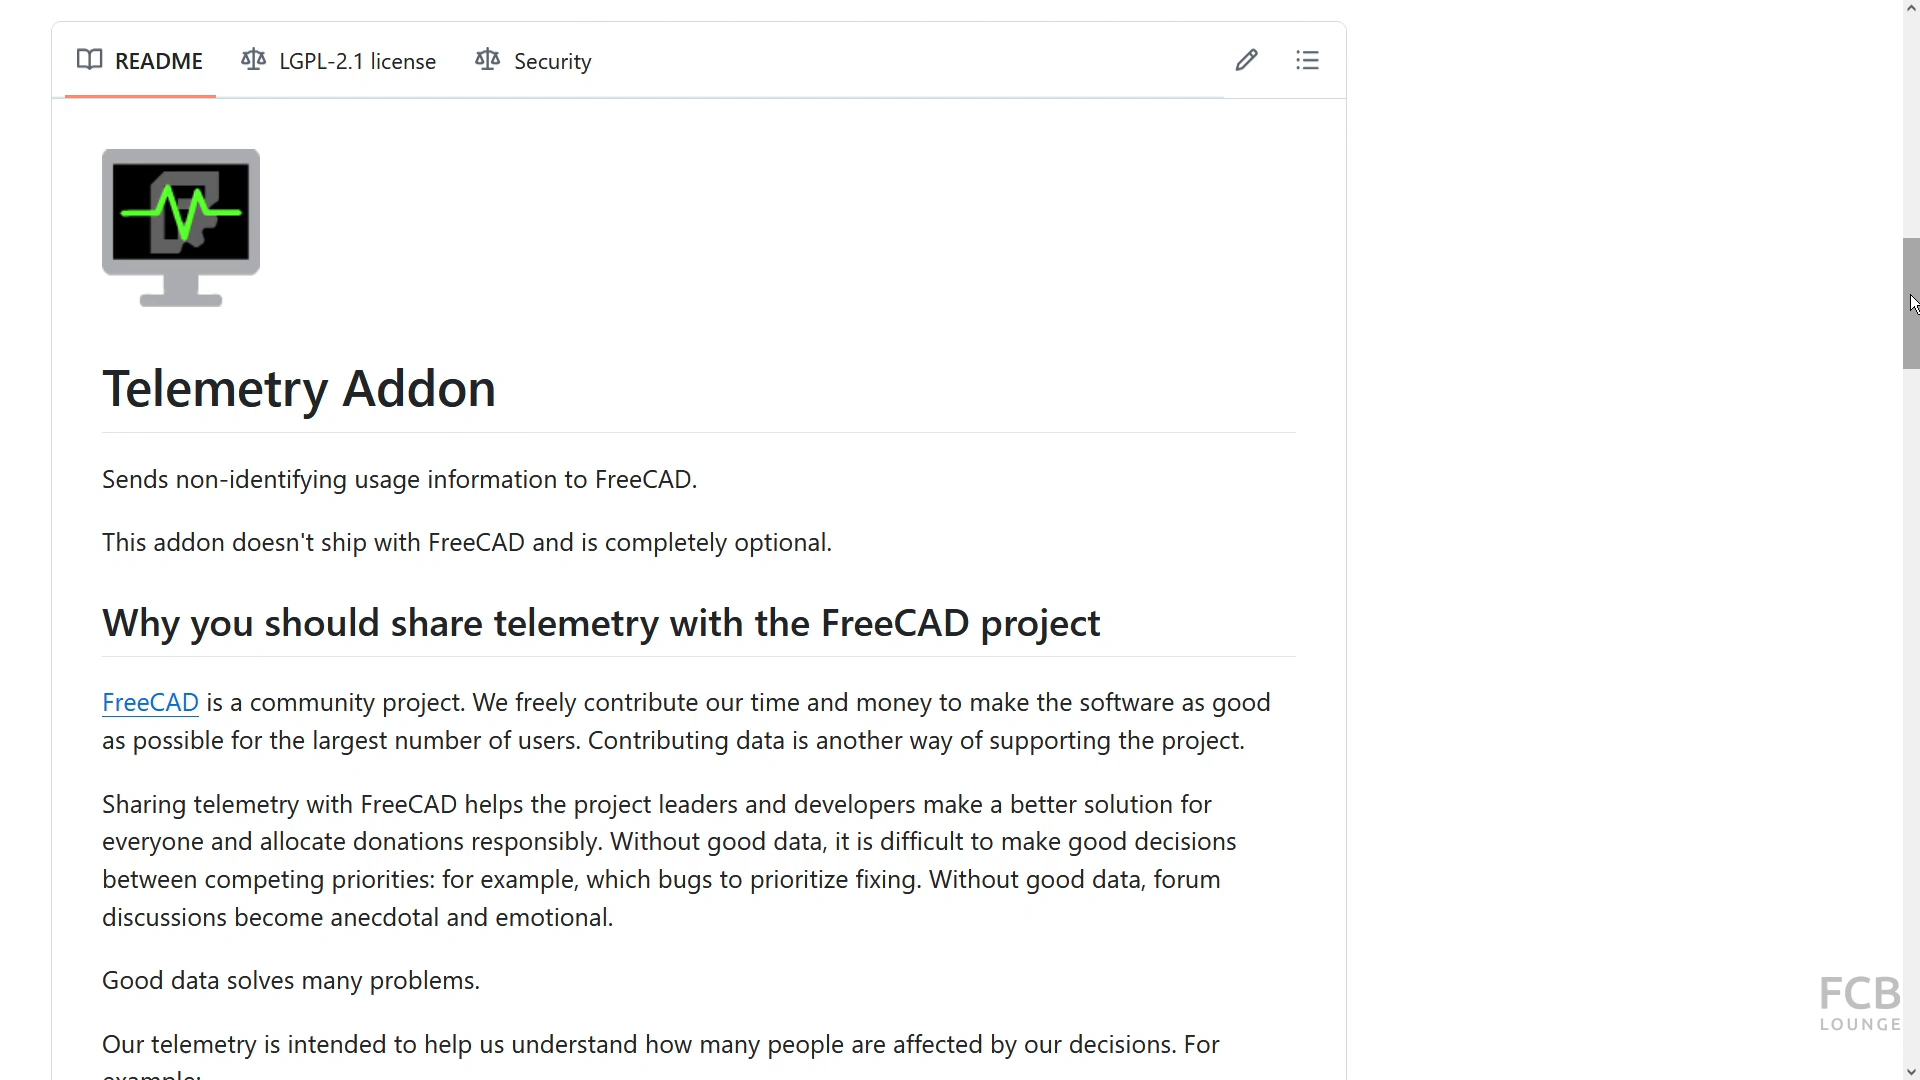 README
LGPL-2.1 license
Security
Telemetry Addon
Sends non-identifying usage information to FreeCAD.
This addon doesn't ship with FreeCAD and is completely optional.
Why you should share telemetry with the FreeCAD project
FreeCAD is a community project. We freely contribute our time and money to make the software as good
as possible for the largest number of users. Contributing data is another way of supporting the project.
Sharing telemetry with FreeCAD helps the project leaders and developers make a better solution for
everyone and allocate donations responsibly. Without good data, it is difficult to make good decisions
between competing priorities: for example, which bugs to prioritize fixing. Without good data, forum
discussions become anecdotal and emotional.
Good data solves many problems.
Our telemetry is intended to help us understand how many people are affected by our decisions. For
example:
FCB
LOUNGE